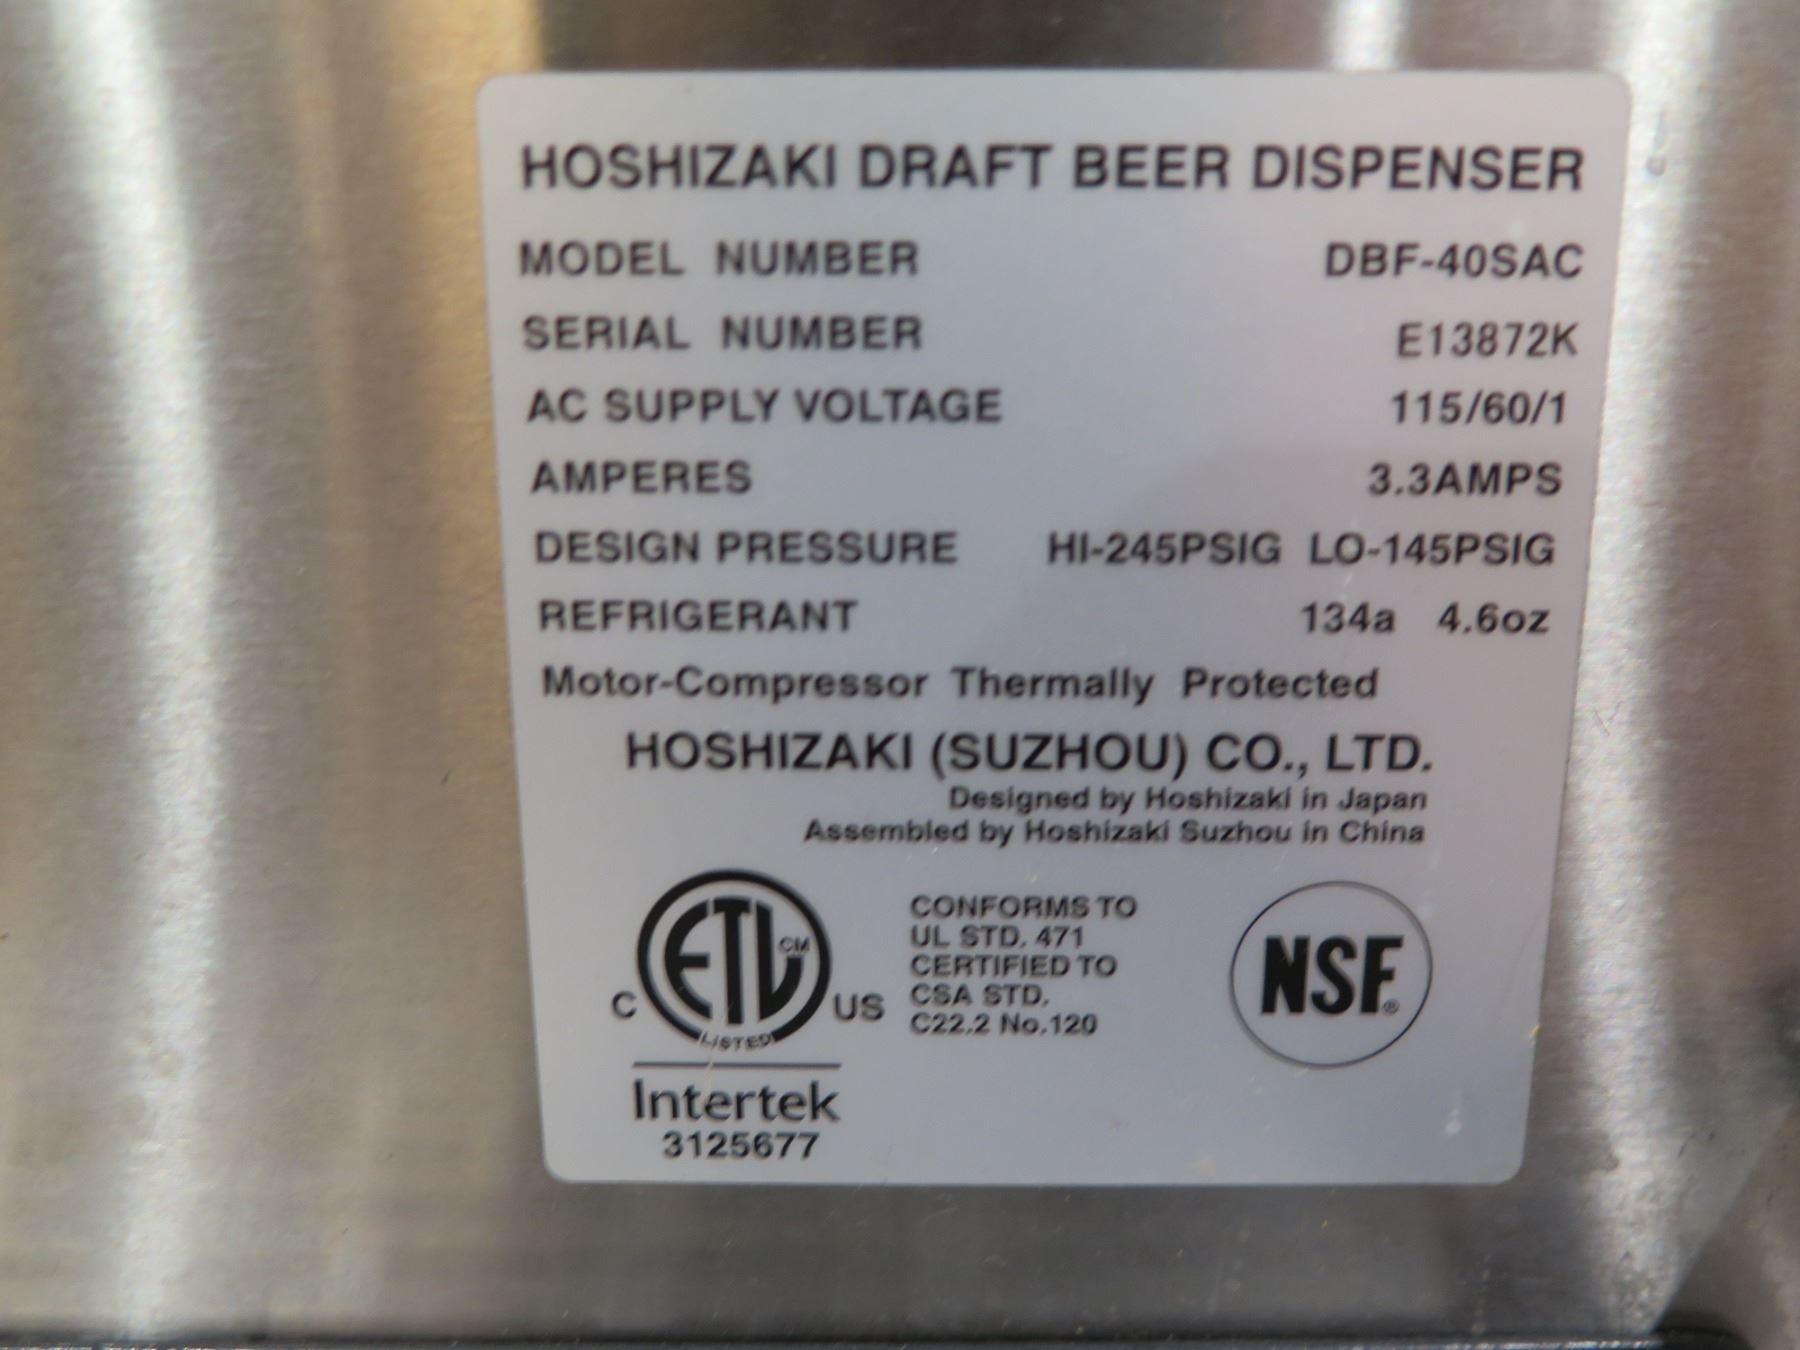 HOSHIZAKI DRAFT BEER DISPENSER
MODEL NUMBER DBF-40SAC
SERIAL NUMBER E13872K
AC SUPPLY VOLTAGE 115/60/1
AMPERES 3.3AMPS
DESIGN PRESSURE HI-245PSIG LO-145PSIG
REFRIGERANT 134a 4.6oz
Motor-Compressor Thermally Protected
HOSHIZAKI (SUZHOU) CO., LTD.
Designed by Hoshizaki in Japan
Assembled by Hoshizaki Suzhou in China
C ETL CM US
LISTED
Intertek
3125677
CONFORMS TO
UL STD. 471
CERTIFIED TO
CSA STD.
C22.2 No.120
NSF®